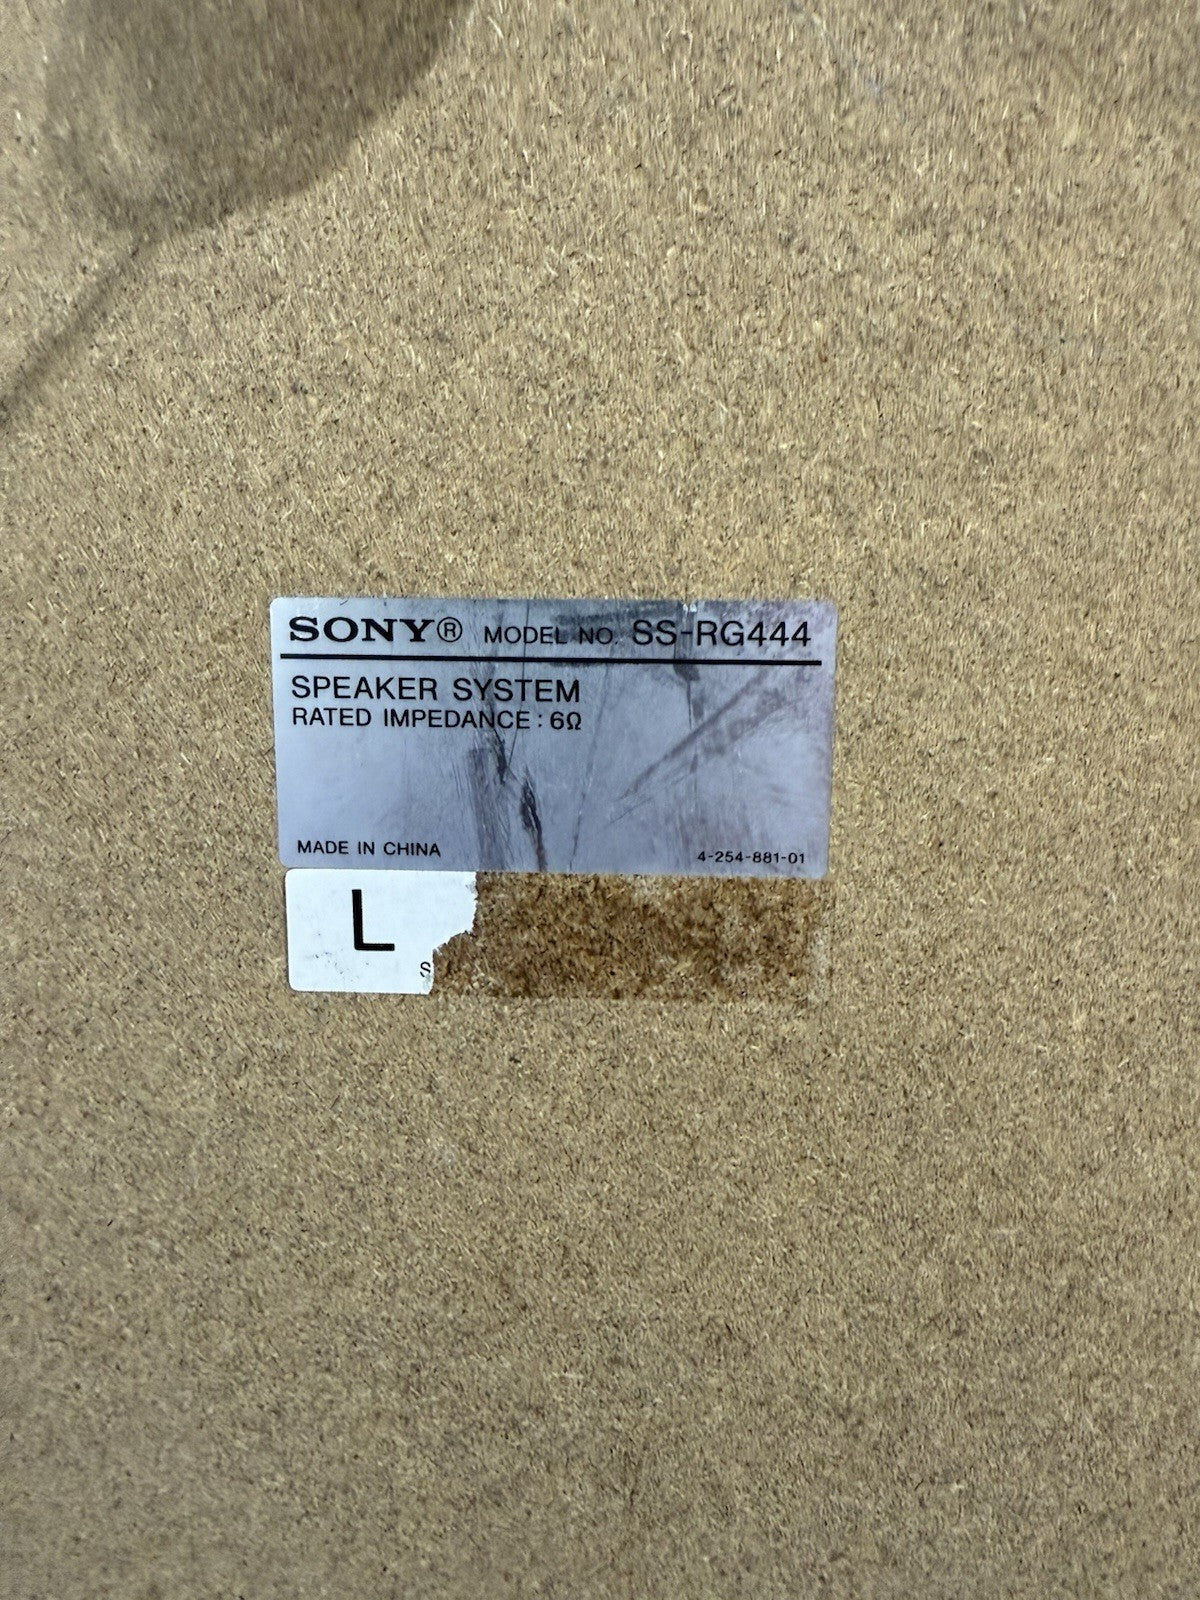 SONY® MODEL NO. SS-RG444
SPEAKER SYSTEM
RATED IMPEDANCE : 6Ω
MADE IN CHINA 4-254-881-01
L
S